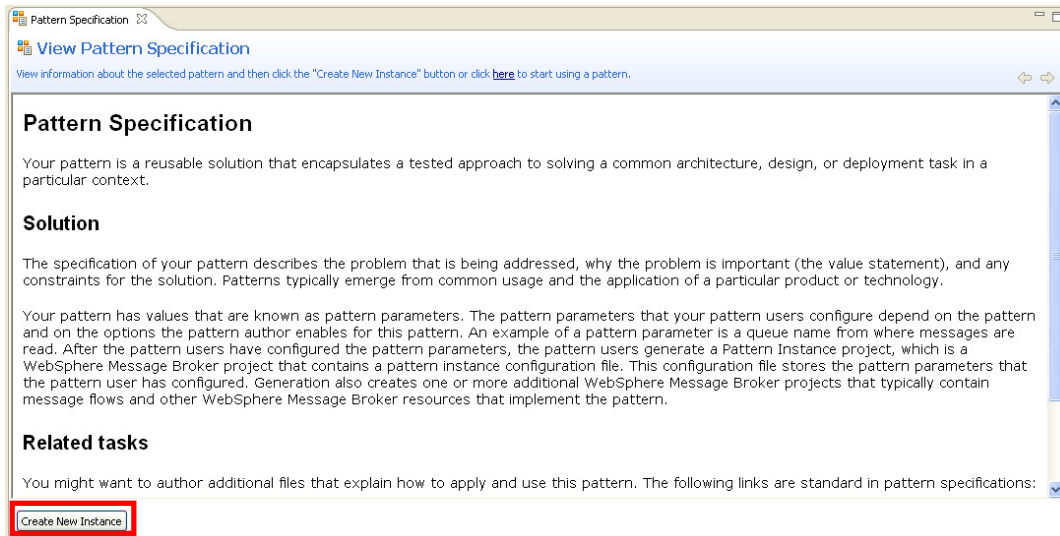 Pattern Specification
View Pattern Specification
View information about the selected pattern and then click the "Create New Instance" button or click here to start using a pattern.
Pattern Specification
Your pattern is a reusable solution that encapsulates a tested approach to solving a common architecture, design, or deployment task in a
particular context.
Solution
The specification of your pattern describes the problem that is being addressed, why the problem is important (the value statement), and any
constraints for the solution. Patterns typically emerge from common usage and the application of a particular product or technology.
Your pattern has values that are known as pattern parameters. The pattern parameters that your pattern users configure depend on the pattern
and on the options the pattern author enables for this pattern. An example of a pattern parameter is a queue name from where messages are
read. After the pattern users have configured the pattern parameters, the pattern users generate a Pattern Instance project, which is a
WebSphere Message Broker project that contains a pattern instance configuration file. This configuration file stores the pattern parameters that
the pattern user has configured. Generation also creates one or more additional WebSphere Message Broker projects that typically contain
message flows and other WebSphere Message Broker resources that implement the pattern.
Related tasks
You might want to author additional files that explain how to apply and use this pattern. The following links are standard in pattern specifications:
Create New Instance